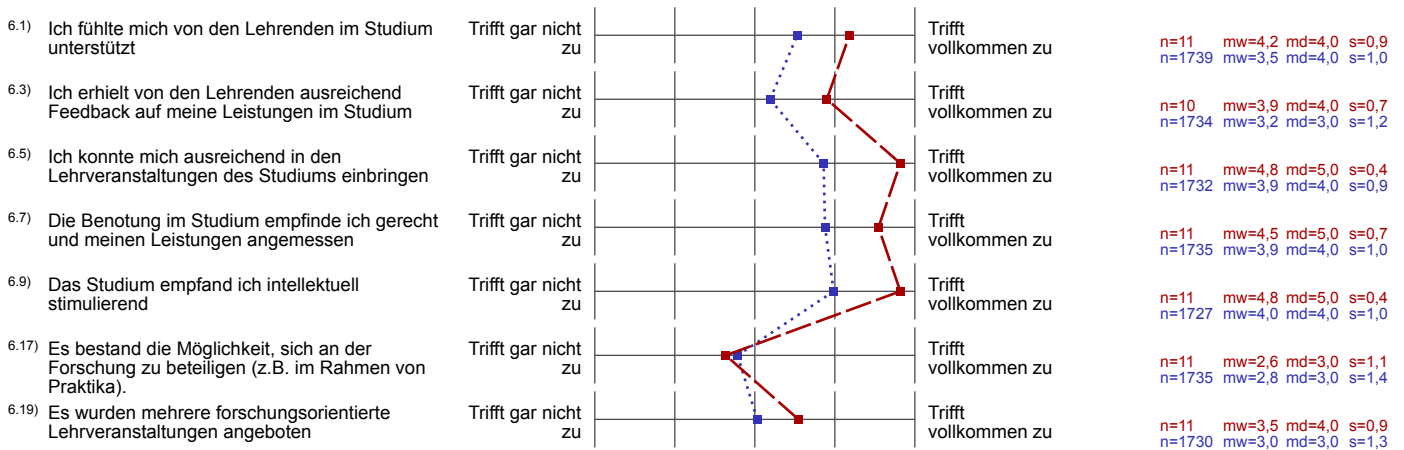 6.1) Ich fühlte mich von den Lehrenden im Studium
unterstützt
Trifft gar nicht
zu
Trifft
vollkommen zu
n=11 mw=4,2 md=4,0 s=0,9
n=1739 mw=3,5 md=4,0 s=1,0
6.3) Ich erhielt von den Lehrenden ausreichend
Feedback auf meine Leistungen im Studium
Trifft gar nicht
zu
Trifft
vollkommen zu
n=10 mw=3,9 md=4,0 s=0,7
n=1734 mw=3,2 md=3,0 s=1,2
6.5) Ich konnte mich ausreichend in den
Lehrveranstaltungen des Studiums einbringen
Trifft gar nicht
zu
Trifft
vollkommen zu
n=11 mw=4,8 md=5,0 s=0,4
n=1732 mw=3,9 md=4,0 s=0,9
6.7) Die Benotung im Studium empfinde ich gerecht
und meinen Leistungen angemessen
Trifft gar nicht
zu
Trifft
vollkommen zu
n=11 mw=4,5 md=5,0 s=0,7
n=1735 mw=3,9 md=4,0 s=1,0
6.9) Das Studium empfand ich intellektuell
stimulierend
Trifft gar nicht
zu
Trifft
vollkommen zu
n=11 mw=4,8 md=5,0 s=0,4
n=1727 mw=4,0 md=4,0 s=1,0
6.17) Es bestand die Möglichkeit, sich an der
Forschung zu beteiligen (z.B. im Rahmen von
Praktika).
Trifft gar nicht
zu
Trifft
vollkommen zu
n=11 mw=2,6 md=3,0 s=1,1
n=1735 mw=2,8 md=3,0 s=1,4
6.19) Es wurden mehrere forschungsorientierte
Lehrveranstaltungen angeboten
Trifft gar nicht
zu
Trifft
vollkommen zu
n=11 mw=3,5 md=4,0 s=0,9
n=1730 mw=3,0 md=3,0 s=1,3